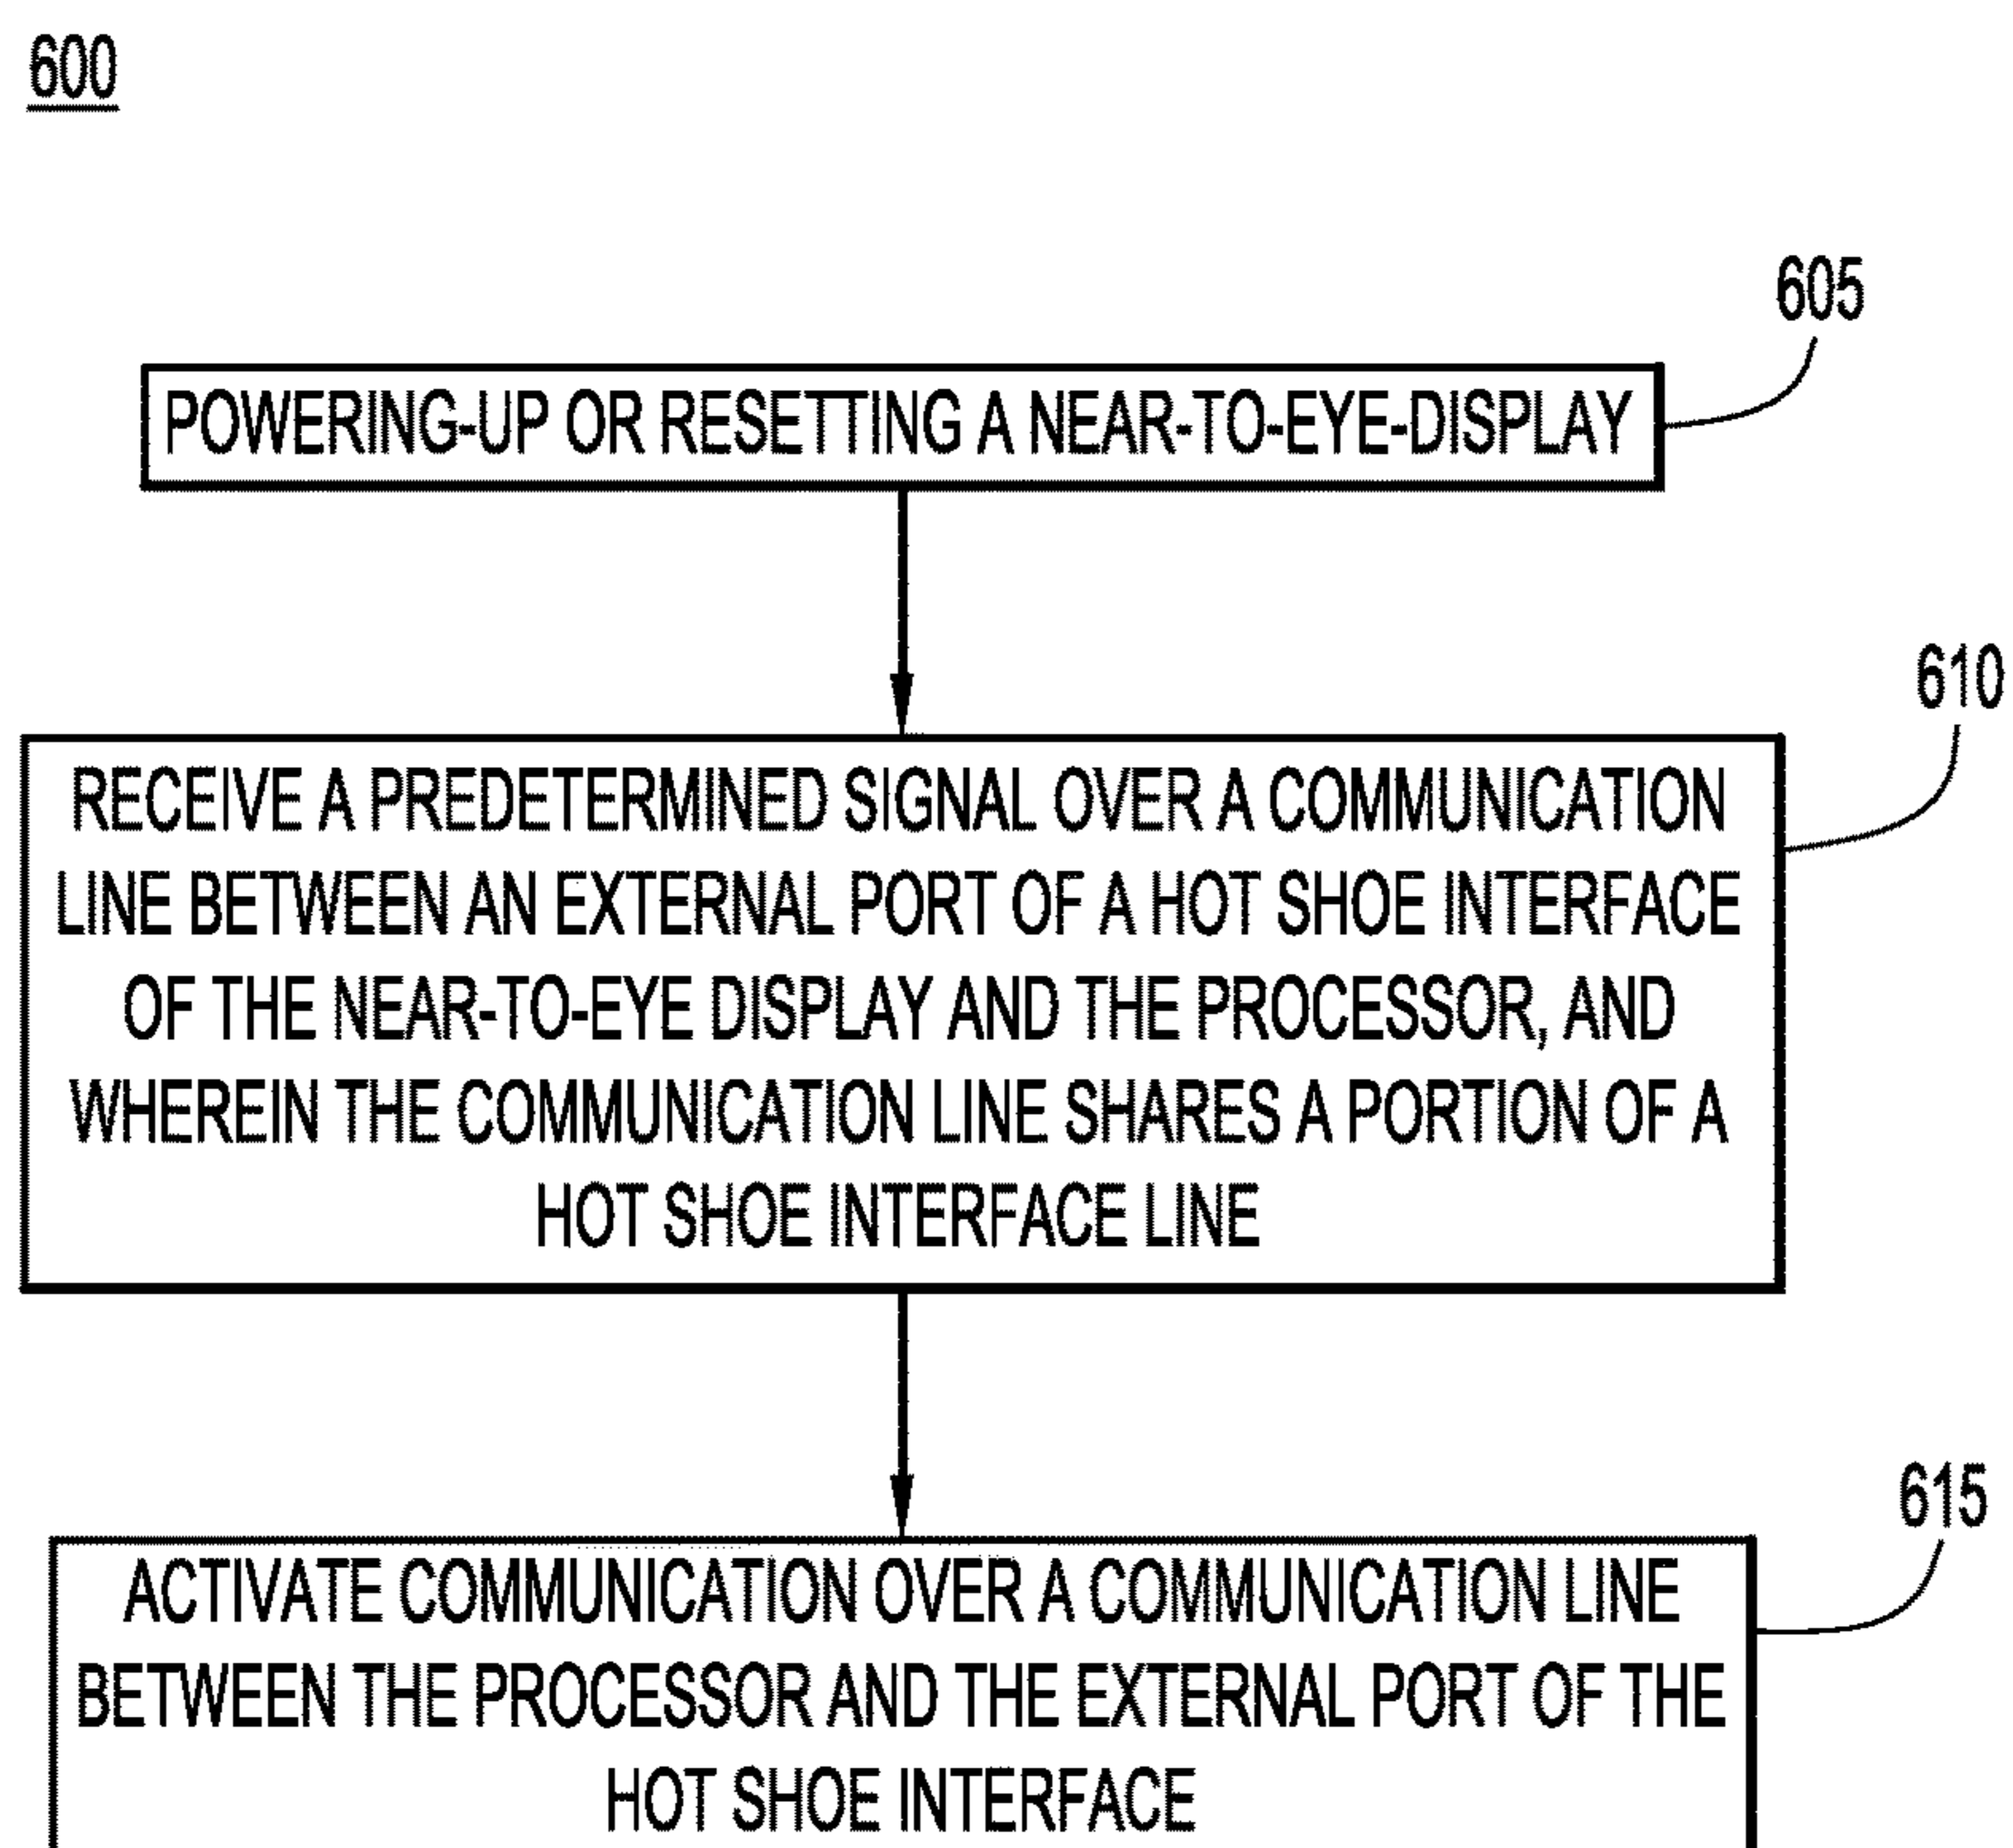 600
605
POWERING-UP OR RESETTING A NEAR-TO-EYE-DISPLAY
610
RECEIVE A PREDETERMINED SIGNAL OVER A COMMUNICATION
LINE BETWEEN AN EXTERNAL PORT OF A HOT SHOE INTERFACE
OF THE NEAR-TO-EYE DISPLAY AND THE PROCESSOR, AND
WHEREIN THE COMMUNICATION LINE SHARES A PORTION OF A
HOT SHOE INTERFACE LINE
615
ACTIVATE COMMUNICATION OVER A COMMUNICATION LINE
BETWEEN THE PROCESSOR AND THE EXTERNAL PORT OF THE
HOT SHOE INTERFACE